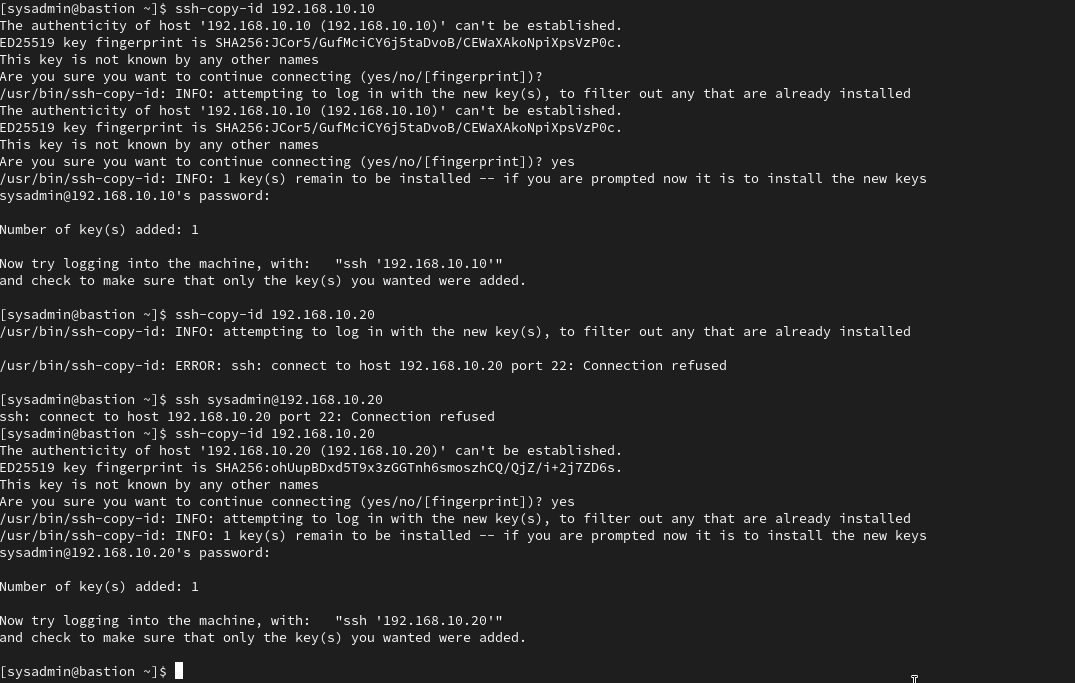 [sysadmin@bastion ~]$ ssh-copy-id 192.168.10.10
The authenticity of host '192.168.10.10 (192.168.10.10)' can't be established.
ED25519 key fingerprint is SHA256:JCor5/GufMciCY6j5taDvoB/CEWaXAkoNpiXpsVzP0c.
This key is not known by any other names
Are you sure you want to continue connecting (yes/no/[fingerprint])?
/usr/bin/ssh-copy-id: INFO: attempting to log in with the new key(s), to filter out any that are already installed
The authenticity of host '192.168.10.10 (192.168.10.10)' can't be established.
ED25519 key fingerprint is SHA256:JCor5/GufMciCY6j5taDvoB/CEWaXAkoNpiXpsVzP0c.
This key is not known by any other names
Are you sure you want to continue connecting (yes/no/[fingerprint])? yes
/usr/bin/ssh-copy-id: INFO: 1 key(s) remain to be installed -- if you are prompted now it is to install the new keys
sysadmin@192.168.10.10's password:

Number of key(s) added: 1

Now try logging into the machine, with:   "ssh '192.168.10.10'"
and check to make sure that only the key(s) you wanted were added.

[sysadmin@bastion ~]$ ssh-copy-id 192.168.10.20
/usr/bin/ssh-copy-id: INFO: attempting to log in with the new key(s), to filter out any that are already installed

/usr/bin/ssh-copy-id: ERROR: ssh: connect to host 192.168.10.20 port 22: Connection refused

[sysadmin@bastion ~]$ ssh sysadmin@192.168.10.20
ssh: connect to host 192.168.10.20 port 22: Connection refused
[sysadmin@bastion ~]$ ssh-copy-id 192.168.10.20
The authenticity of host '192.168.10.20 (192.168.10.20)' can't be established.
ED25519 key fingerprint is SHA256:ohUupBDxd5T9x3zGGTnh6smoszhCQ/QjZ/i+2j7ZD6s.
This key is not known by any other names
Are you sure you want to continue connecting (yes/no/[fingerprint])? yes
/usr/bin/ssh-copy-id: INFO: attempting to log in with the new key(s), to filter out any that are already installed
/usr/bin/ssh-copy-id: INFO: 1 key(s) remain to be installed -- if you are prompted now it is to install the new keys
sysadmin@192.168.10.20's password:

Number of key(s) added: 1

Now try logging into the machine, with:   "ssh '192.168.10.20'"
and check to make sure that only the key(s) you wanted were added.

[sysadmin@bastion ~]$